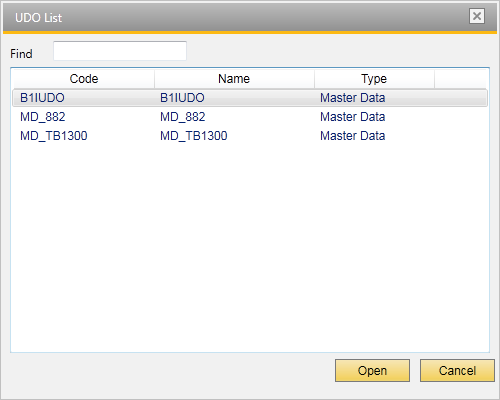 UDO List
Find
Code Name Type
B1IUDO B1IUDO Master Data
MD_882 MD_882 Master Data
MD_TB1300 MD_TB1300 Master Data
Open Cancel